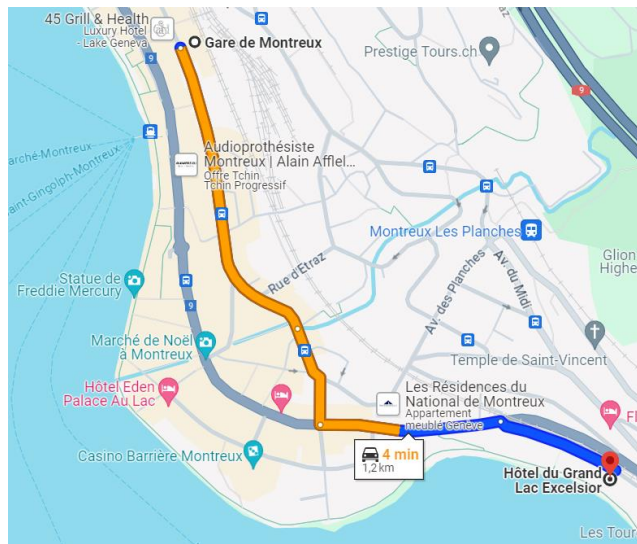 45 Grill & Health
Luxury Hotel
- Lake Geneva
Gare de Montreux
Prestige Tours.ch
9
9
Audioprothésiste
Montreux | Alain Afflel...
Offre Tchin
Tchin Progressif
arché-Montreux
Saint-Gingolph-Montreux
Montreux Les Planches
Glion
Highe
Rue d'Etraz
Av. des Planches
Av. du Midi
Statue de
Freddie Mercury
9
Marché de Noël
à Montreux
Temple de Saint-Vincent
Hôtel Eden
Palace Au Lac
Les Résidences du
National de Montreux
Appartement
meublé Genève
Fl
Casino Barrière Montreux
4 min
1,2 km
Hôtel du Grand
Lac Excelsior
Les Tour